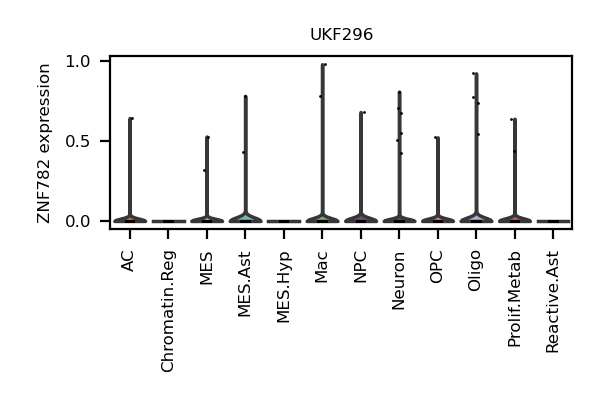 UKF296
ZNF782 expression
1.0
0.5
0.0
AC
Chromatin.Reg
MES
MES.Ast
MES.Hyp
Mac
NPC
Neuron
OPC
Oligo
Prolif.Metab
Reactive.Ast